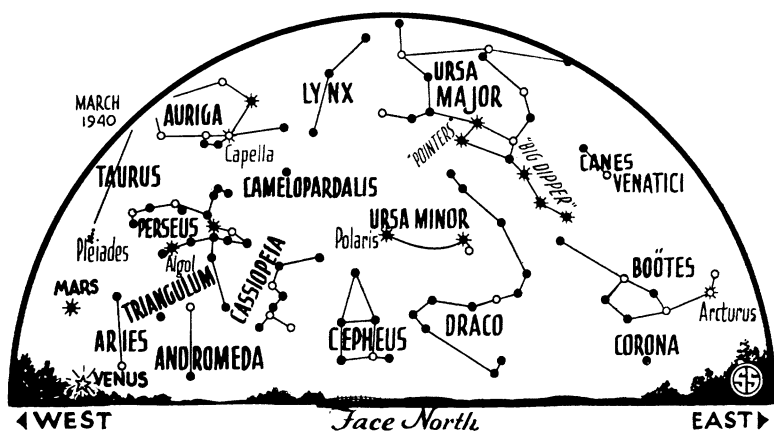 MARCH
1940
AURIGA
Capella
LYNX
URSA
MAJOR
"POINTERS"
"BIG DIPPER"
CANES
VENATICI
TAURUS
CAMELOPARDALIS
PERSEUS
Pleiades
Algol
Polaris
URSA MINOR
CASSIOPEIA
BOÖTES
MARS
TRIANGULUM
Arcturus
ARIES
ANDROMEDA
CEPHEUS
DRACO
CORONA
VENUS
SS
WEST
Face North
EAST